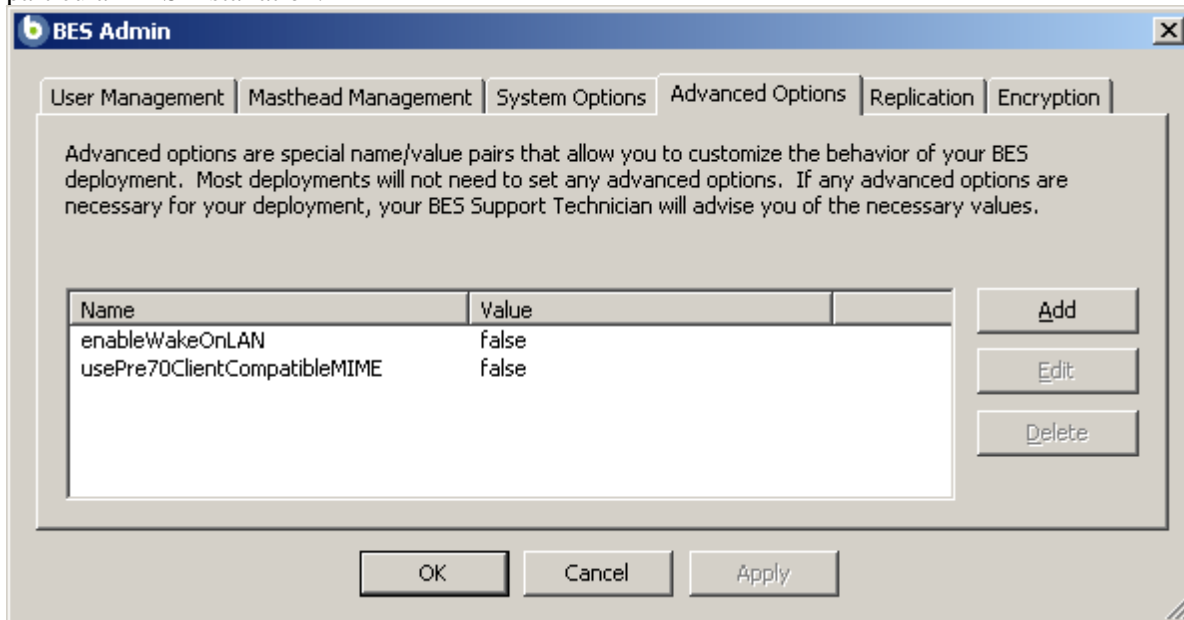 BES Admin
User Management
Masthead Management
System Options
Advanced Options
Replication
Encryption
Advanced options are special name/value pairs that allow you to customize the behavior of your BES
deployment. Most deployments will not need to set any advanced options. If any advanced options are
necessary for your deployment, your BES Support Technician will advise you of the necessary values.
Name Value
enableWakeOnLAN false
usePre70ClientCompatibleMIME false
Add
Edit
Delete
OK Cancel Apply